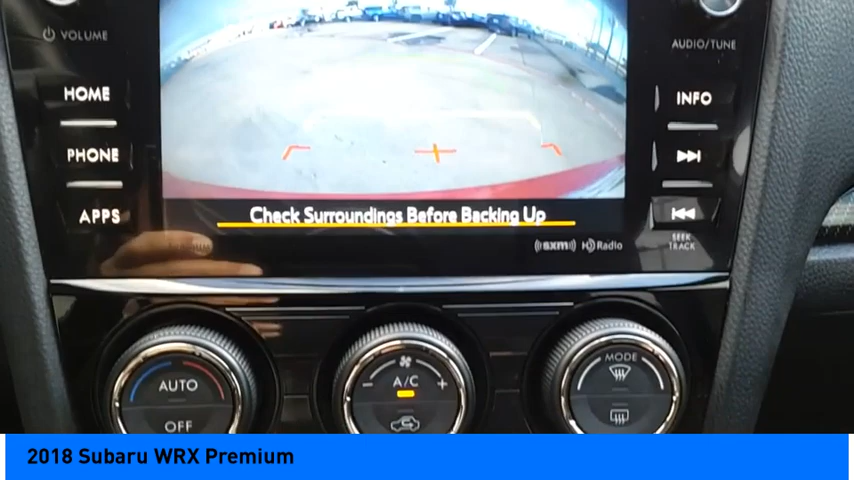 VOLUME
AUDIO/TUNE
HOME
INFO
PHONE
APPS
Check Surroundings Before Backing Up
((sxm)) HD Radio
SEEK
TRACK
AUTO
OFF
A/C
- +
MODE
2018 Subaru WRX Premium